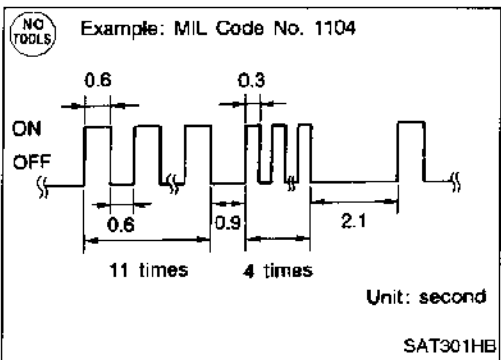 NO TOOLS
Example: MIL Code No. 1104
0.6
0.3
ON
OFF
0.6
0.9
2.1
11 times
4 times
Unit: second
SAT301HB